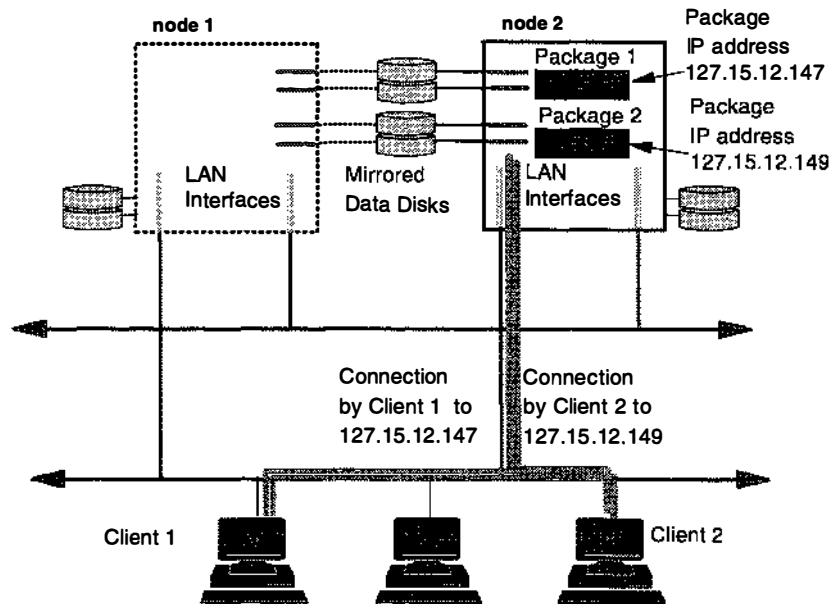 node 1
node 2
Package
IP address
127.15.12.147
Package 1
Package
IP address
127.15.12.149
Package 2
LAN
Interfaces
Mirrored
Data Disks
LAN
Interfaces
Connection
by Client 1 to
127.15.12.147
Connection
by Client 2 to
127.15.12.149
Client 1
Client 2